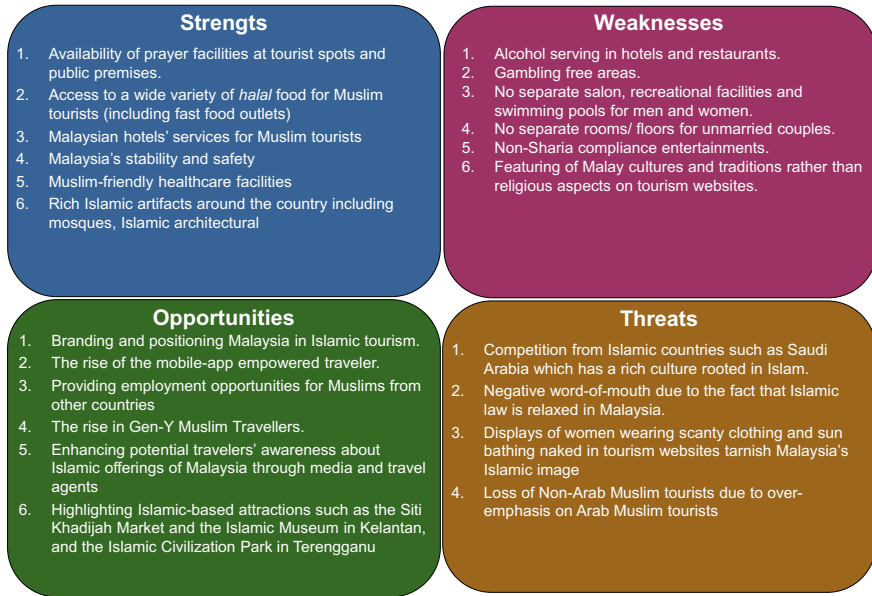 Strengts
1. Availability of prayer facilities at tourist spots and
public premises.
2. Access to a wide variety of halal food for Muslim
tourists (including fast food outlets)
3. Malaysian hotels' services for Muslim tourists
4. Malaysia's stability and safety
5. Muslim-friendly healthcare facilities
6. Rich Islamic artifacts around the country including
mosques, Islamic architectural
Weaknesses
1. Alcohol serving in hotels and restaurants.
2. Gambling free areas.
3. No separate salon, recreational facilities and
swimming pools for men and women.
4. No separate rooms/ floors for unmarried couples.
5. Non-Sharia compliance entertainments.
6. Featuring of Malay cultures and traditions rather than
religious aspects on tourism websites.
Opportunities
1. Branding and positioning Malaysia in Islamic tourism.
2. The rise of the mobile-app empowered traveler.
3. Providing employment opportunities for Muslims from
other countries
4. The rise in Gen-Y Muslim Travellers.
5. Enhancing potential travelers' awareness about
Islamic offerings of Malaysia through media and travel
agents
6. Highlighting Islamic-based attractions such as the Siti
Khadijah Market and the Islamic Museum in Kelantan,
and the Islamic Civilization Park in Terengganu
Threats
1. Competition from Islamic countries such as Saudi
Arabia which has a rich culture rooted in Islam.
2. Negative word-of-mouth due to the fact that Islamic
law is relaxed in Malaysia.
3. Displays of women wearing scanty clothing and sun
bathing naked in tourism websites tarnish Malaysia's
Islamic image
4. Loss of Non-Arab Muslim tourists due to over-
emphasis on Arab Muslim tourists